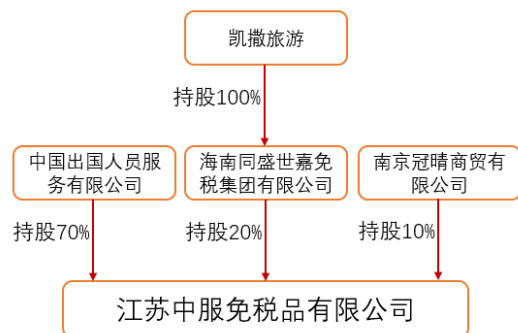 凯撒旅游
持股100%
中国出国人员服
务有限公司
海南同盛世嘉免
税集团有限公司
南京冠晴商贸有
限公司
持股70%
持股20%
持股10%
江苏中服免税品有限公司